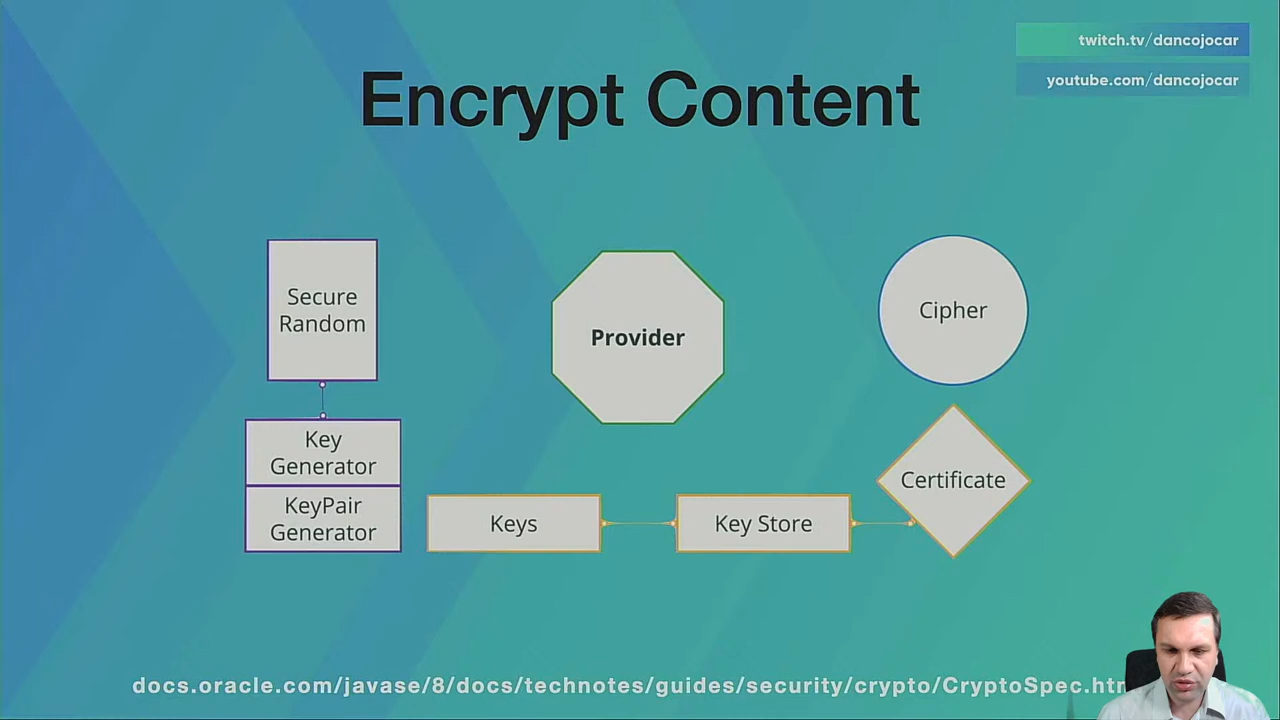 twitch.tv/dancojocar
youtube.com/dancojocar
Encrypt Content
Secure
Random
Provider
Cipher
Key
Generator
KeyPair
Generator
Keys
Key Store
Certificate
docs.oracle.com/javase/8/docs/technotes/guides/security/crypto/CryptoSpec.htm